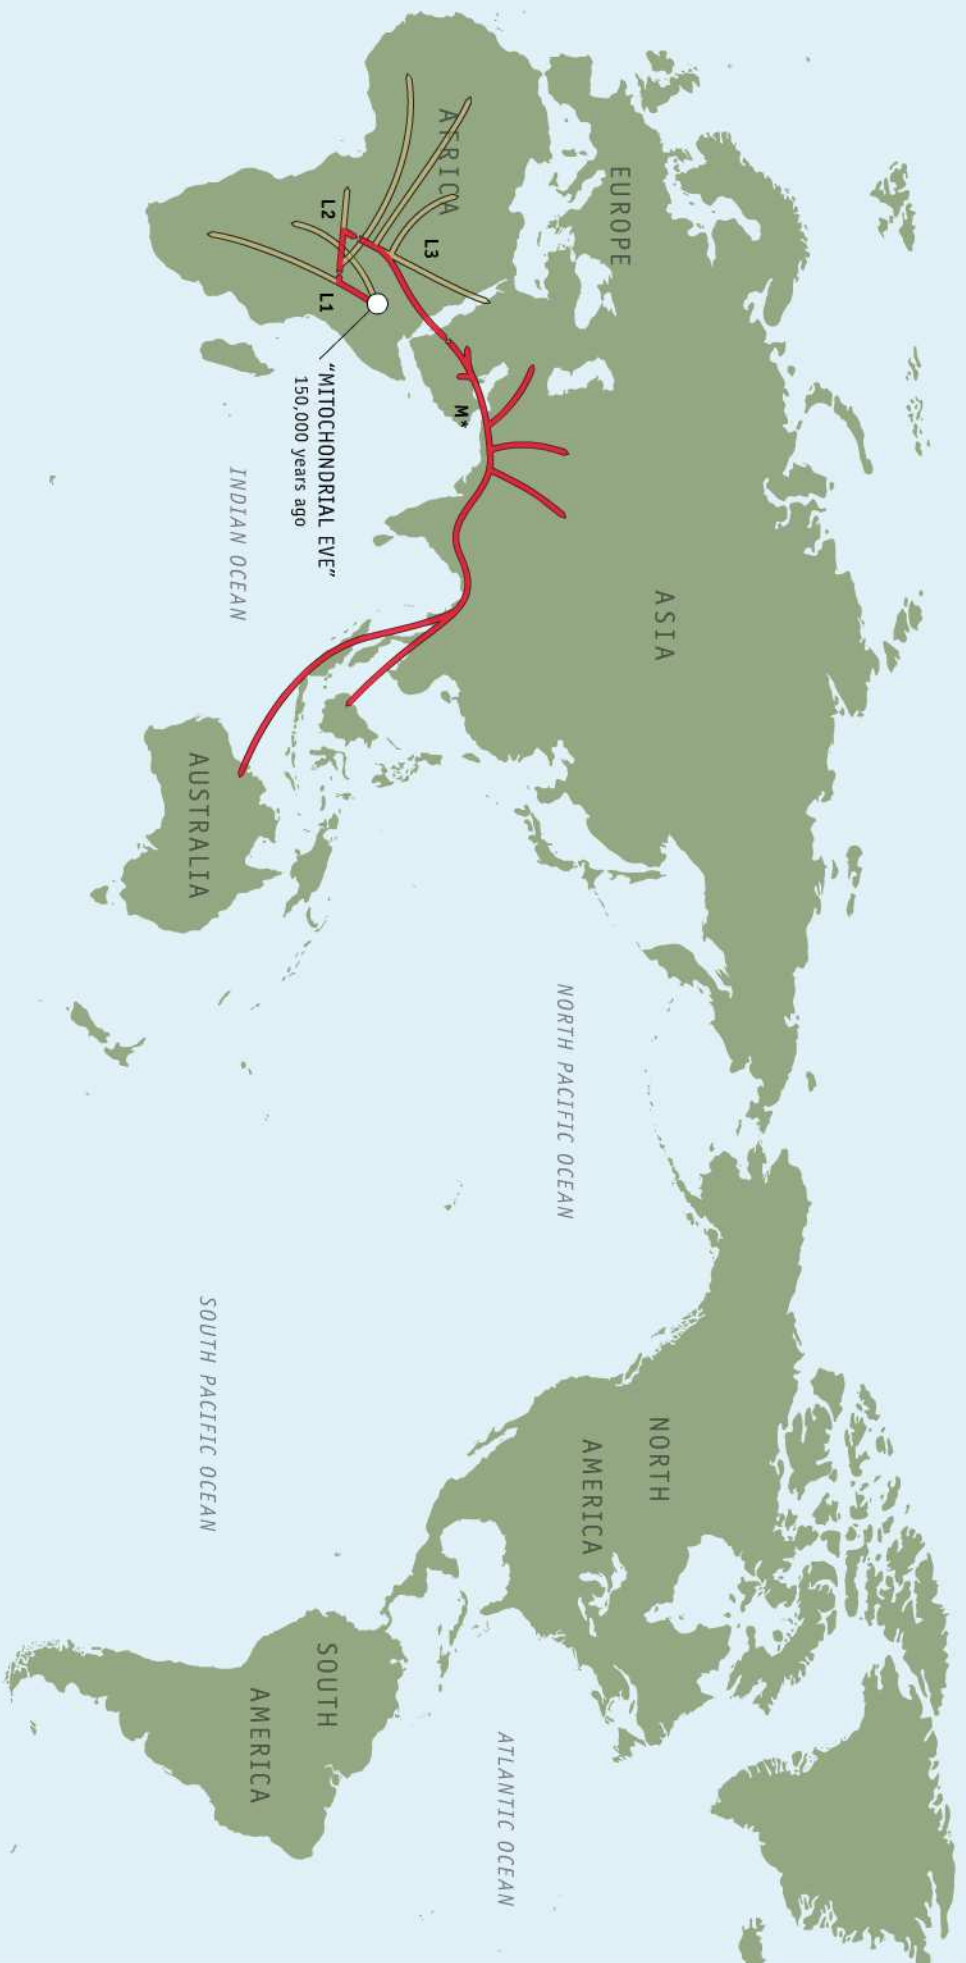 EUROPE
AFRICA
ASIA
L3
L2
L1
M*
"MITOCHONDRIAL EVE"
150,000 years ago
INDIAN OCEAN
AUSTRALIA
NORTH PACIFIC OCEAN
SOUTH PACIFIC OCEAN
NORTH
AMERICA
SOUTH
AMERICA
ATLANTIC OCEAN